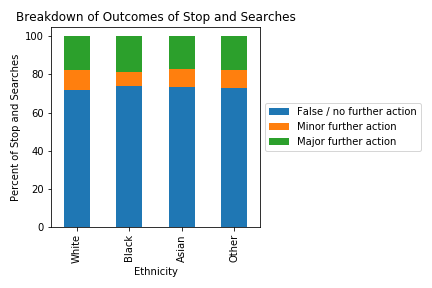 Breakdown of Outcomes of Stop and Searches
100
80
60
40
20
0
Percent of Stop and Searches
White
Black
Asian
Other
Ethnicity
False / no further action
Minor further action
Major further action